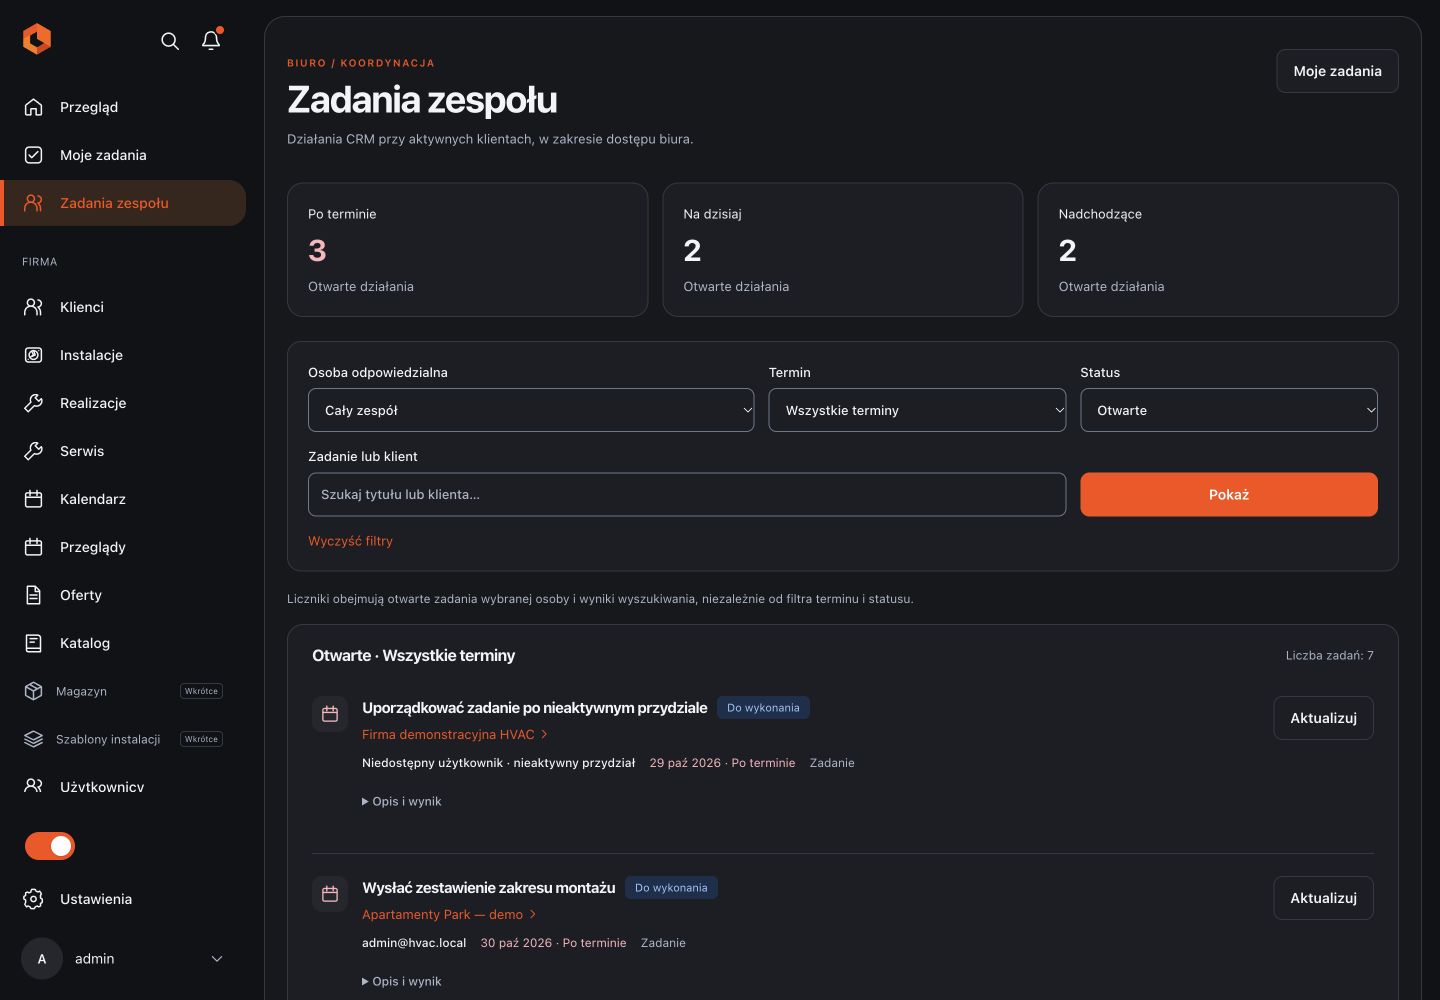 Przegląd
Moje zadania
Zadania zespołu
FIRMA
Klienci
Instalacje
Realizacje
Serwis
Kalendarz
Przeglądy
Oferty
Katalog
Magazyn Wkrótce
Szablony instalacji Wkrótce
Użytkownicy
Ustawienia
A admin
BIURO / KOORDYNACJA
Zadania zespołu
Działania CRM przy aktywnych klientach, w zakresie dostępu biura.
Moje zadania
Po terminie
3
Otwarte działania
Na dzisiaj
2
Otwarte działania
Nadchodzące
2
Otwarte działania
Osoba odpowiedzialna
Cały zespół
Termin
Wszystkie terminy
Status
Otwarte
Zadanie lub klient
Szukaj tytułu lub klienta...
Pokaż
Wyczyść filtry
Liczniki obejmują otwarte zadania wybranej osoby i wyniki wyszukiwania, niezależnie od filtra terminu i statusu.
Otwarte · Wszystkie terminy
Liczba zadań: 7
Uporządkować zadanie po nieaktywnym przydziale Do wykonania
Firma demonstracyjna HVAC
Niedostępny użytkownik · nieaktywny przydział 29 paź 2026 · Po terminie Zadanie
Opis i wynik
Aktualizuj
Wysłać zestawienie zakresu montażu Do wykonania
Apartamenty Park — demo
admin@hvac.local 30 paź 2026 · Po terminie Zadanie
Opis i wynik
Aktualizuj